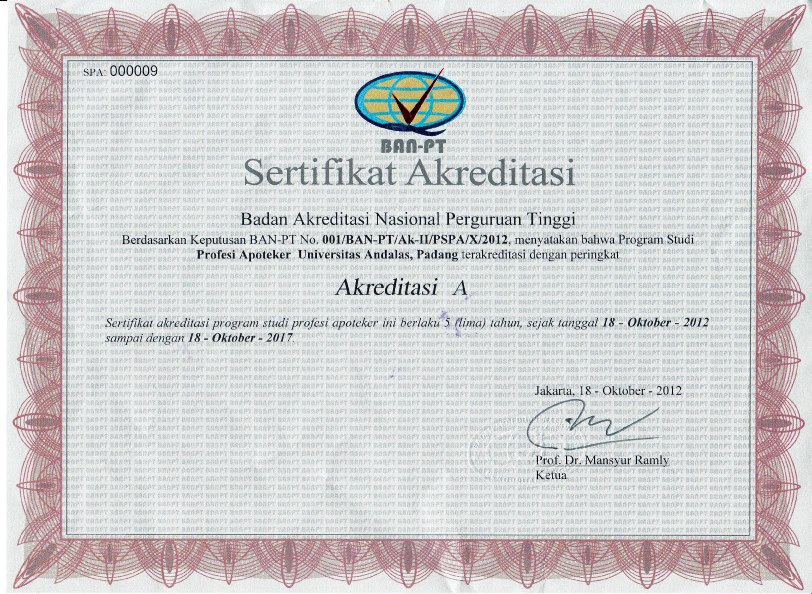 SPA: 000009
BAN-PT
Sertifikat Akreditasi
Badan Akreditasi Nasional Perguruan Tinggi
Berdasarkan Keputusan BAN-PT No. 001/BAN-PT/Ak-II/PSPA/X/2012, menyatakan bahwa Program Studi
Profesi Apoteker Universitas Andalas, Padang terakreditasi dengan peringkat
Akreditasi A
Sertifikat akreditasi program studi profesi apoteker ini berlaku 5 (lima) tahun, sejak tanggal 18 - Oktober - 2012
sampai dengan 18 - Oktober - 2017
Jakarta, 18 - Oktober - 2012
Prof. Dr. Mansyur Ramly
Ketua